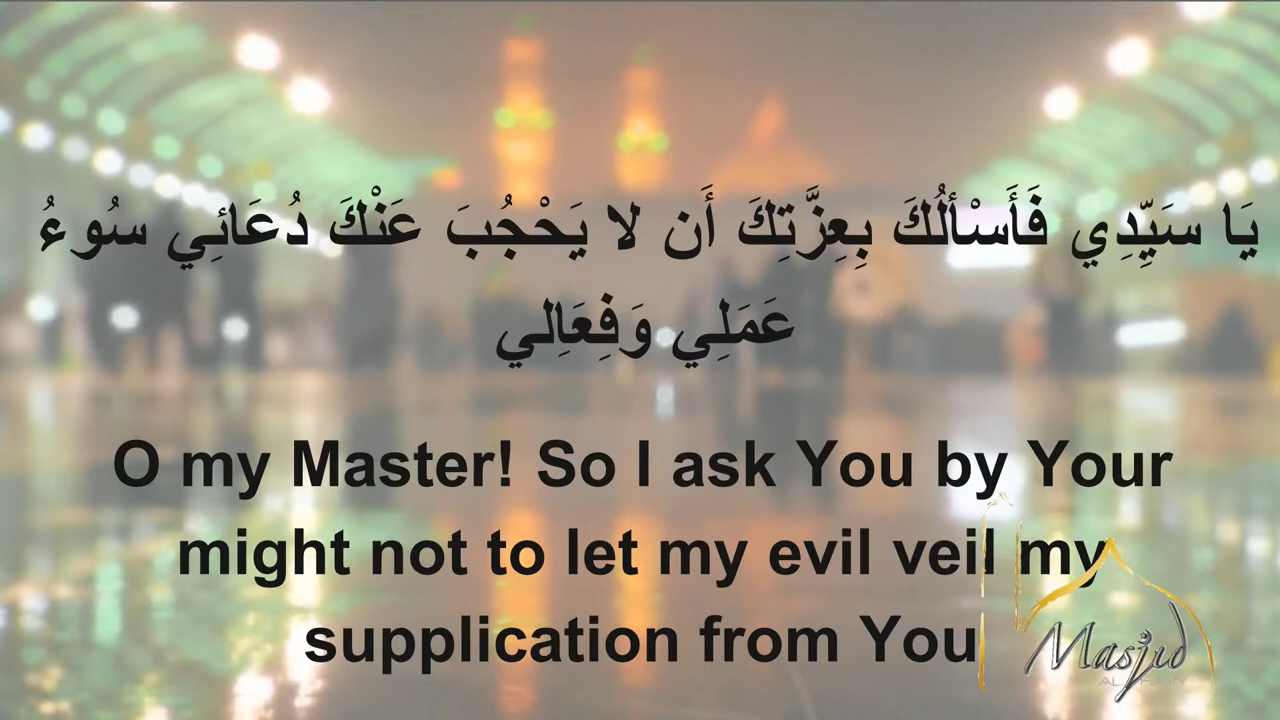 يَا سَيِّدِي فَأَسْأَلُكَ بِعِزَّتِكَ أَن لا يَحْجُبَ عَنْكَ دُعَائِي سُوءُ
عَمَلِي وَفِعَالِي
O my Master! So I ask You by Your
might not to let my evil veil my
supplication from You
Masjid